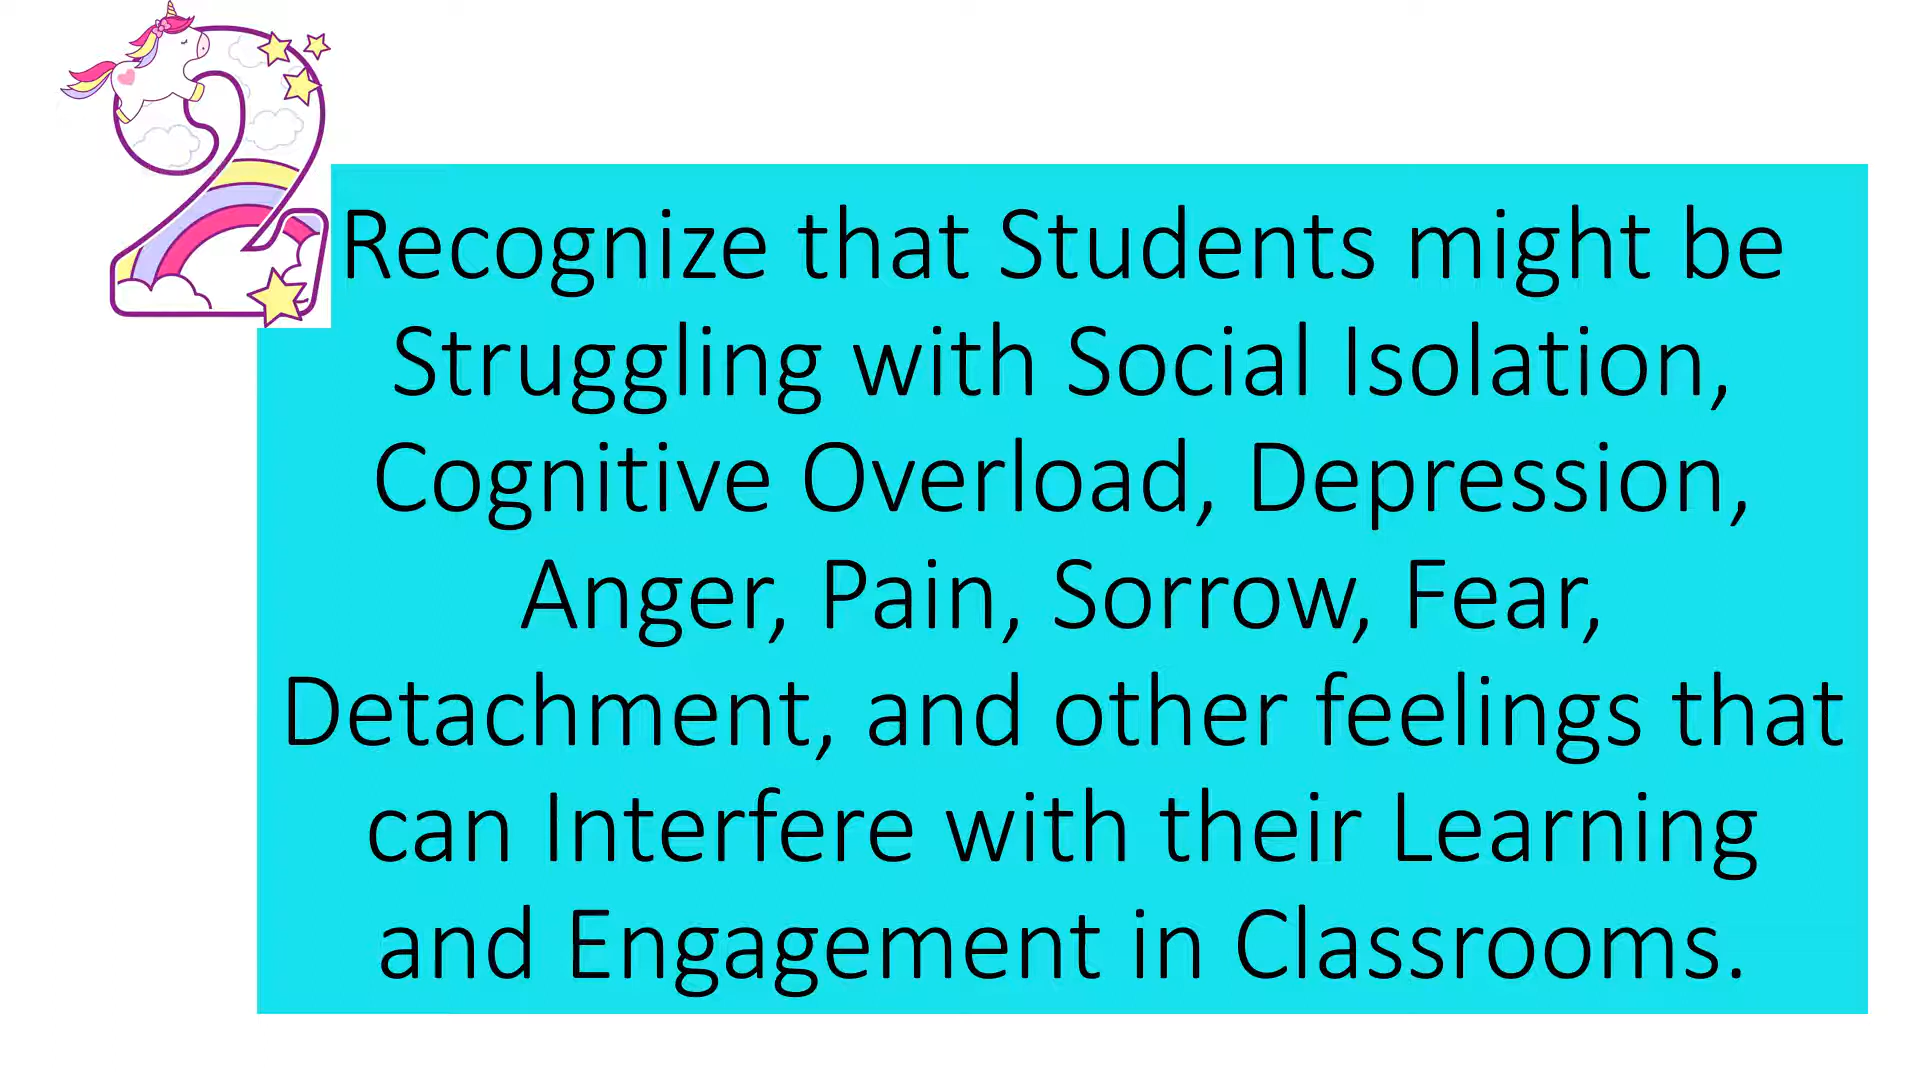 2
Recognize that Students might be
Struggling with Social Isolation,
Cognitive Overload, Depression,
Anger, Pain, Sorrow, Fear,
Detachment, and other feelings that
can Interfere with their Learning
and Engagement in Classrooms.